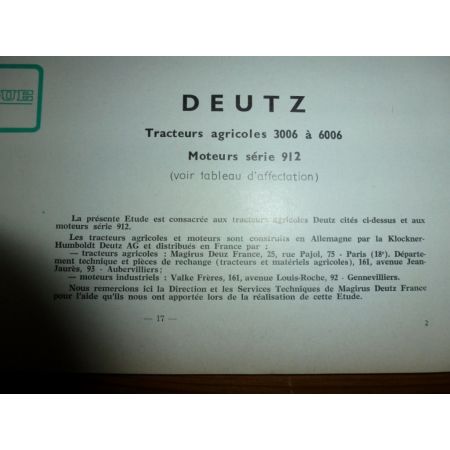 UE
DEUTZ
Tracteurs agricoles 3006 à 6006
Moteurs série 912
(voir tableau d'affectation)
La présente Etude est consacrée aux tracteurs agricoles Deutz cités ci-dessus et aux
moteurs série 912.
Les tracteurs agricoles et moteurs sont construits en Allemagne par la Klockner-
Humboldt Deutz AG et distribués en France par :
— tracteurs agricoles : Magirus Deuz France, 25, rue Pajol, 75 - Paris (18e). Départe-
ment technique et pièces de rechange (tracteurs et matériels agricoles), 161, avenue Jean-
Jaurès, 93 - Aubervilliers;
— moteurs industriels : Valke Frères, 161, avenue Louis-Roche, 92 - Gennevilliers.
Nous remercions ici la Direction et les Services Techniques de Magirus Deutz France
pour l'aide qu'ils nous ont apportée lors de la réalisation de cette Etude.
— 17 —
2